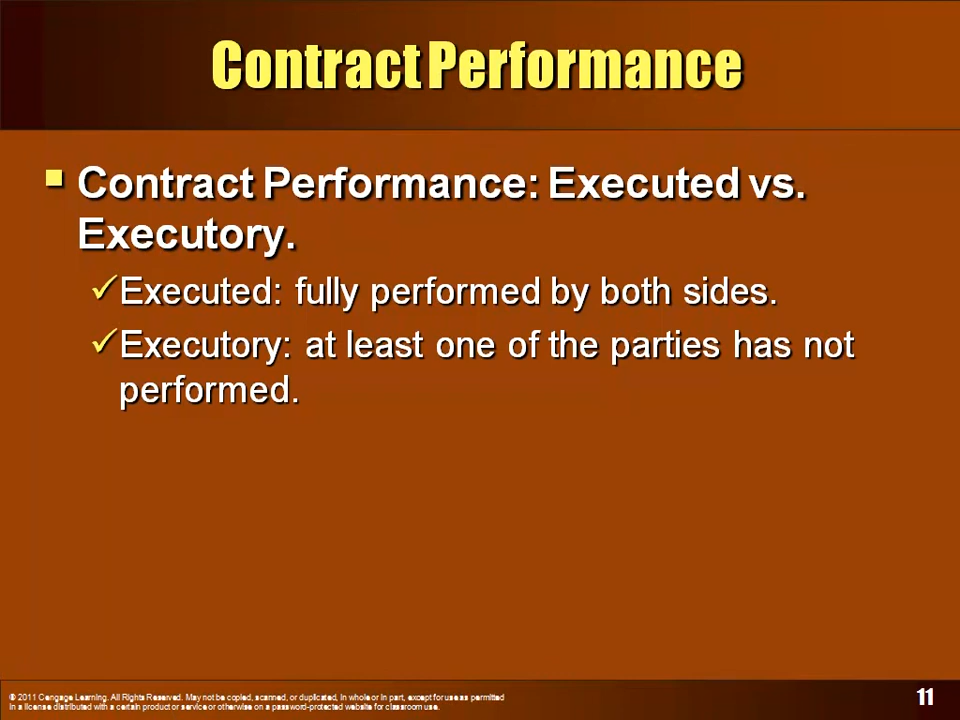 Contract Performance
Contract Performance: Executed vs.
Executory.
Executed: fully performed by both sides.
Executory: at least one of the parties has not
performed.
© 2011 Cengage Learning. All Rights Reserved. May not be copied, scanned, or duplicated, in whole or in part, except for use as permitted
in a license distributed with a certain product or service or otherwise on a password-protected website for classroom use.
11